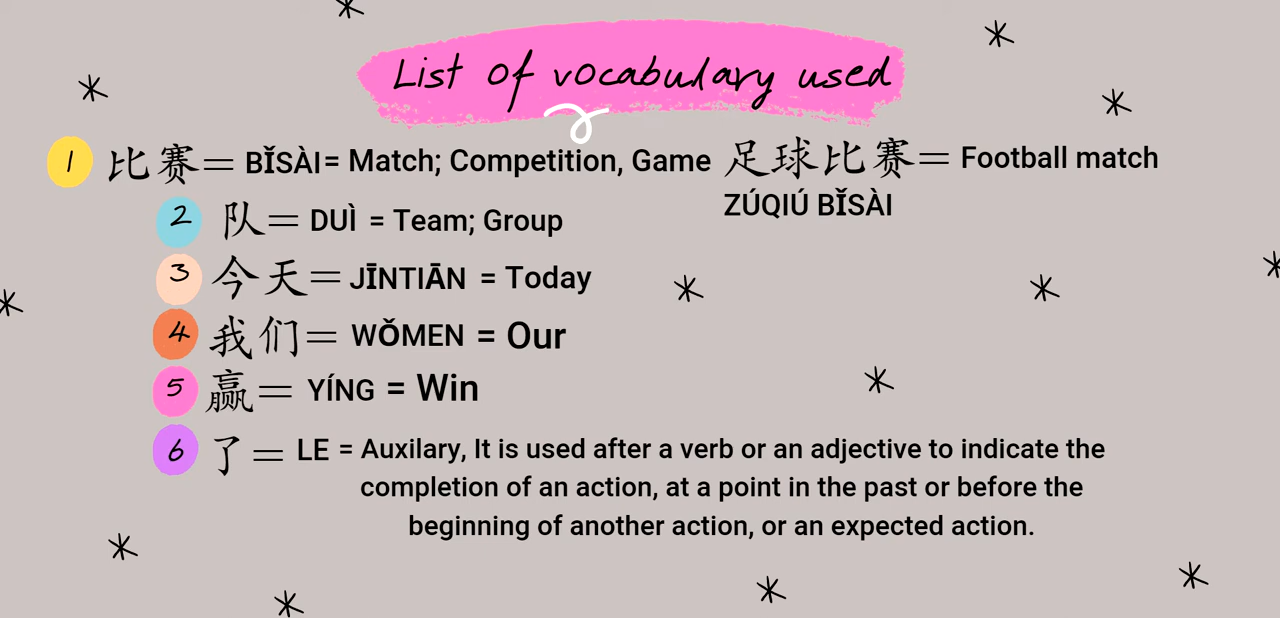 List of vocabulary used
1 比赛= BǏSÀI= Match; Competition, Game 足球比赛= Football match
ZÚQIÚ BǏSÀI
2 队= DUÌ = Team; Group
3 今天= JĪNTIĀN = Today
4 我们= WǑMEN = Our
5 赢= YÍNG = Win
6 了= LE = Auxilary, It is used after a verb or an adjective to indicate the
completion of an action, at a point in the past or before the
beginning of another action, or an expected action.